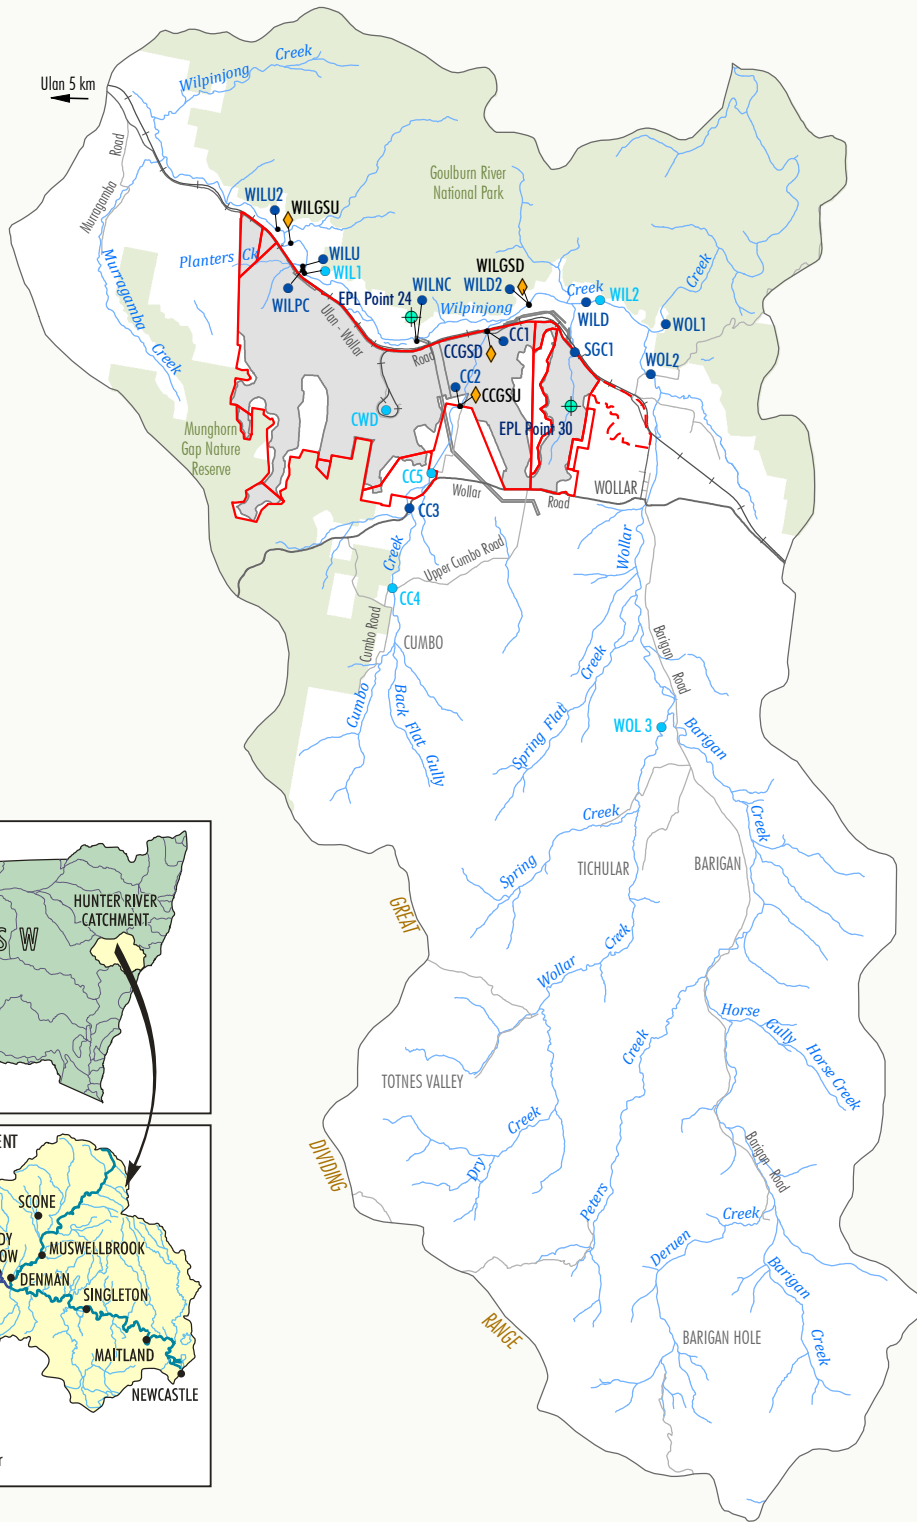 Creek
Wilpinjong
Ulan 5 km
Road
Murragamba
Goulburn River
National Park
WILU2
WILGSU
Planters Ck
WILU
WIL1
WILPC
Murragamba
Creek
EPL Point 24
WILNC
WILGSD
WILD2
Wilpinjong
Creek
WIL2
WILD
Creek
WOL1
WOL2
SGC1
CC1
CCGSD
CC2
CCGSU
Ulan - Wollar
Road
CWD
EPL Point 30
Munghorn
Gap Nature
Reserve
CC5
Wollar
Road
WOLLAR
CC3
Creek
Upper Cumbo Road
Wollar
CC4
Cumbo Road
CUMBO
Barigan
Road
Cumbo
Back Flat Gully
Creek
Spring Flat
WOL 3
Barigan
Creek
Creek
Spring
TICHULAR
BARIGAN
GREAT
Creek
Wollar
Horse Gully Horse Creek
Creek
TOTNES VALLEY
Creek
Dry
DIVIDING
Barigan Road
Peters
Creek
Deruen
Barigan
Creek
RANGE
BARIGAN HOLE
HUNTER RIVER
CATCHMENT
S W
ENT
SCONE
DY
OW
MUSWELLBROOK
DENMAN
SINGLETON
MAITLAND
NEWCASTLE
r